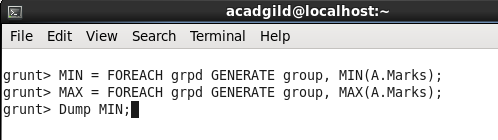 acadgild@localhost:~
File Edit View Search Terminal Help
grunt> MIN = FOREACH grpd GENERATE group, MIN(A.Marks);
grunt> MAX = FOREACH grpd GENERATE group, MAX(A.Marks);
grunt> Dump MIN;